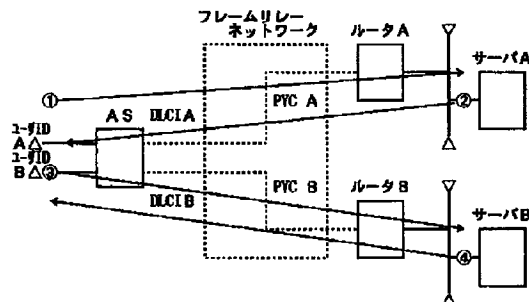 フレームリレー
ネットワーク
ルータA
サーバA
①
AS
DLCI A
PVC A
②
ユーザID
A
ユーザID
B
③
DLCI B
PVC B
ルータB
サーバB
④